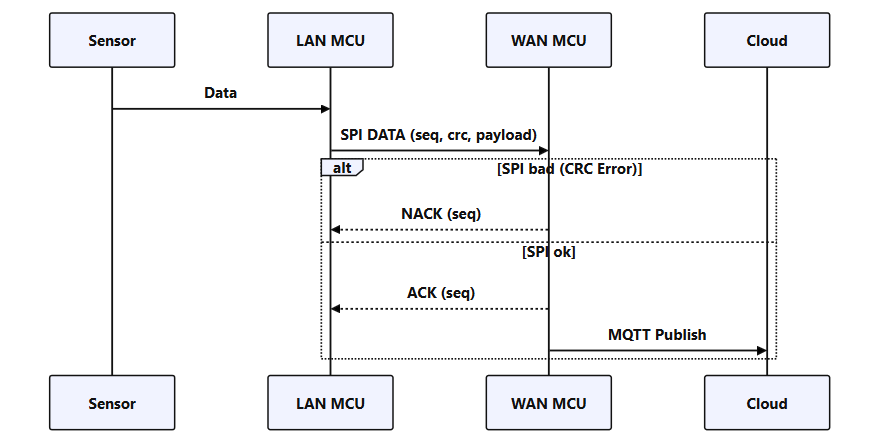 Sensor
LAN MCU
WAN MCU
Cloud
Data
SPI DATA (seq, crc, payload)
alt
[SPI bad (CRC Error)]
NACK (seq)
[SPI ok]
ACK (seq)
MQTT Publish
Sensor
LAN MCU
WAN MCU
Cloud